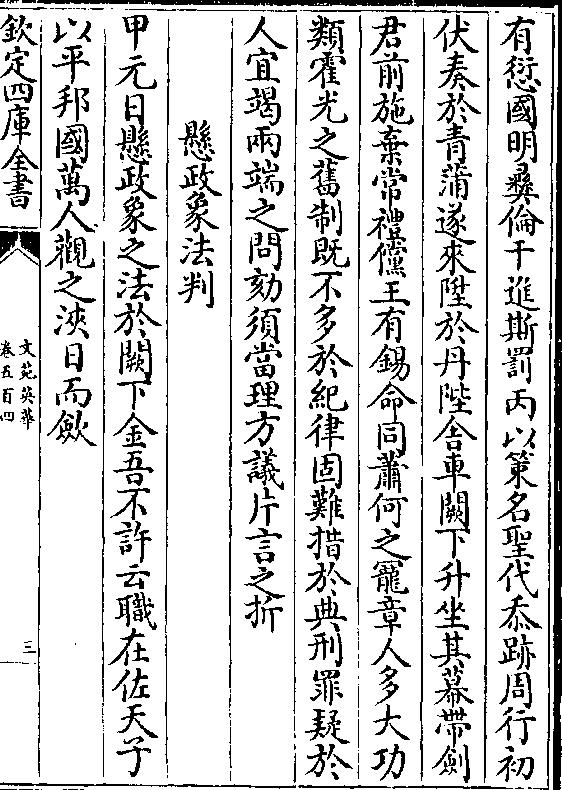 有愆國明彞倫干進斯罰丙以策名聖代忝跡周行初
伏奏於青蒲遂來陞於丹陛舎車闕下升坐其幕帶劒
君前施棄常禮儻王有錫命同蕭何之寵章人多大功
類霍光之舊制既不多於紀律固難措於典刑罪疑於
人宜竭兩端之問劾須當理方議片言之折
懸政象法判
甲元日懸政象之法於闕下金吾不許云職在佐天子
以平邦國萬人觀之浹日而斂
欽定四庫全書
文苑英華
卷五百四
三